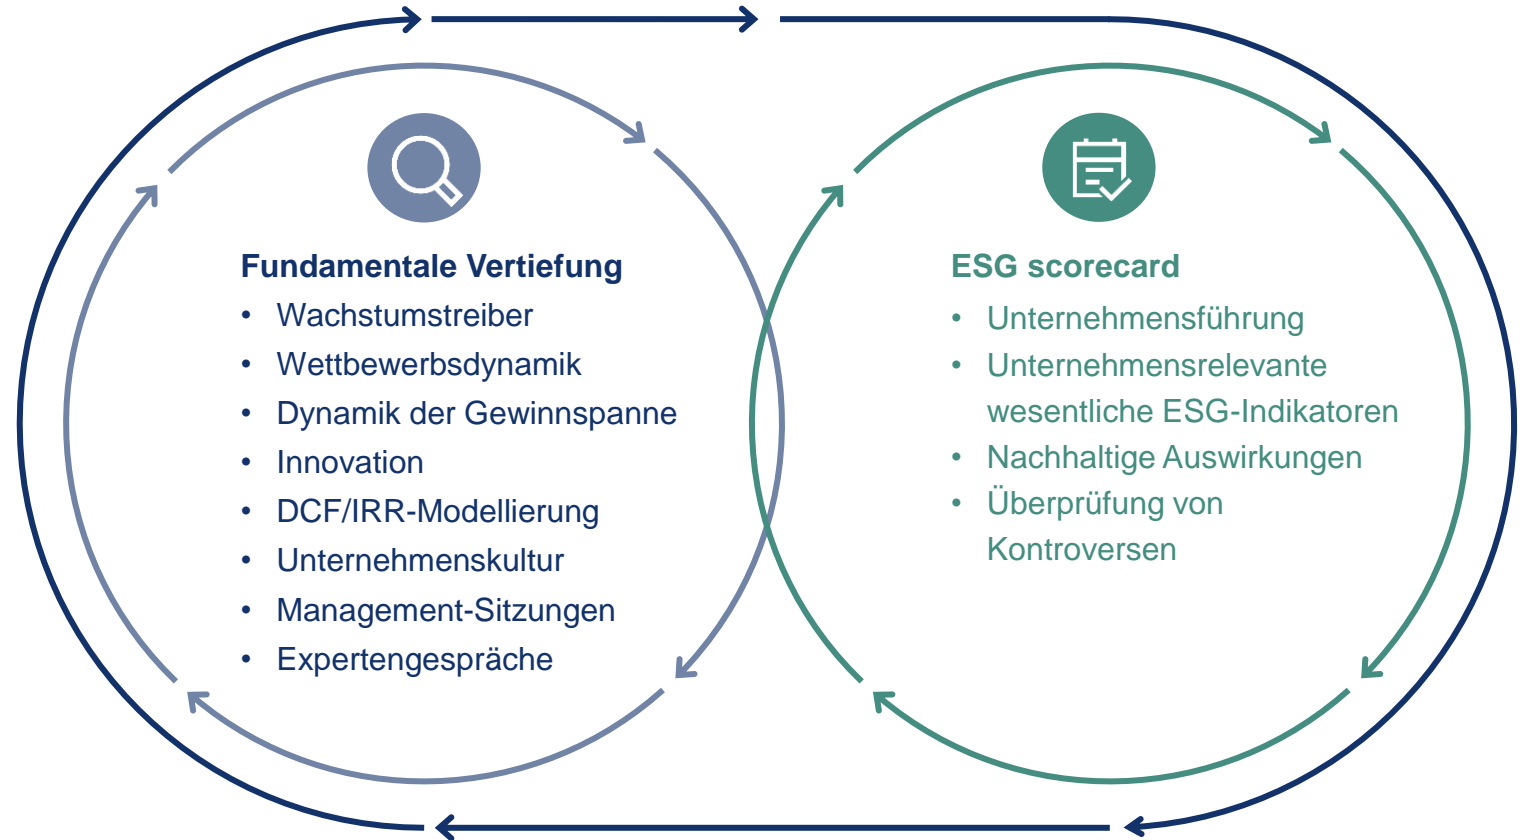 Fundamentale Vertiefung
• Wachstumstreiber
• Wettbewerbsdynamik
• Dynamik der Gewinnspanne
• Innovation
• DCF/IRR-Modellierung
• Unternehmenskultur
• Management-Sitzungen
• Expertengespräche
ESG scorecard
• Unternehmensführung
• Unternehmensrelevante
wesentliche ESG-Indikatoren
• Nachhaltige Auswirkungen
• Überprüfung von
Kontroversen